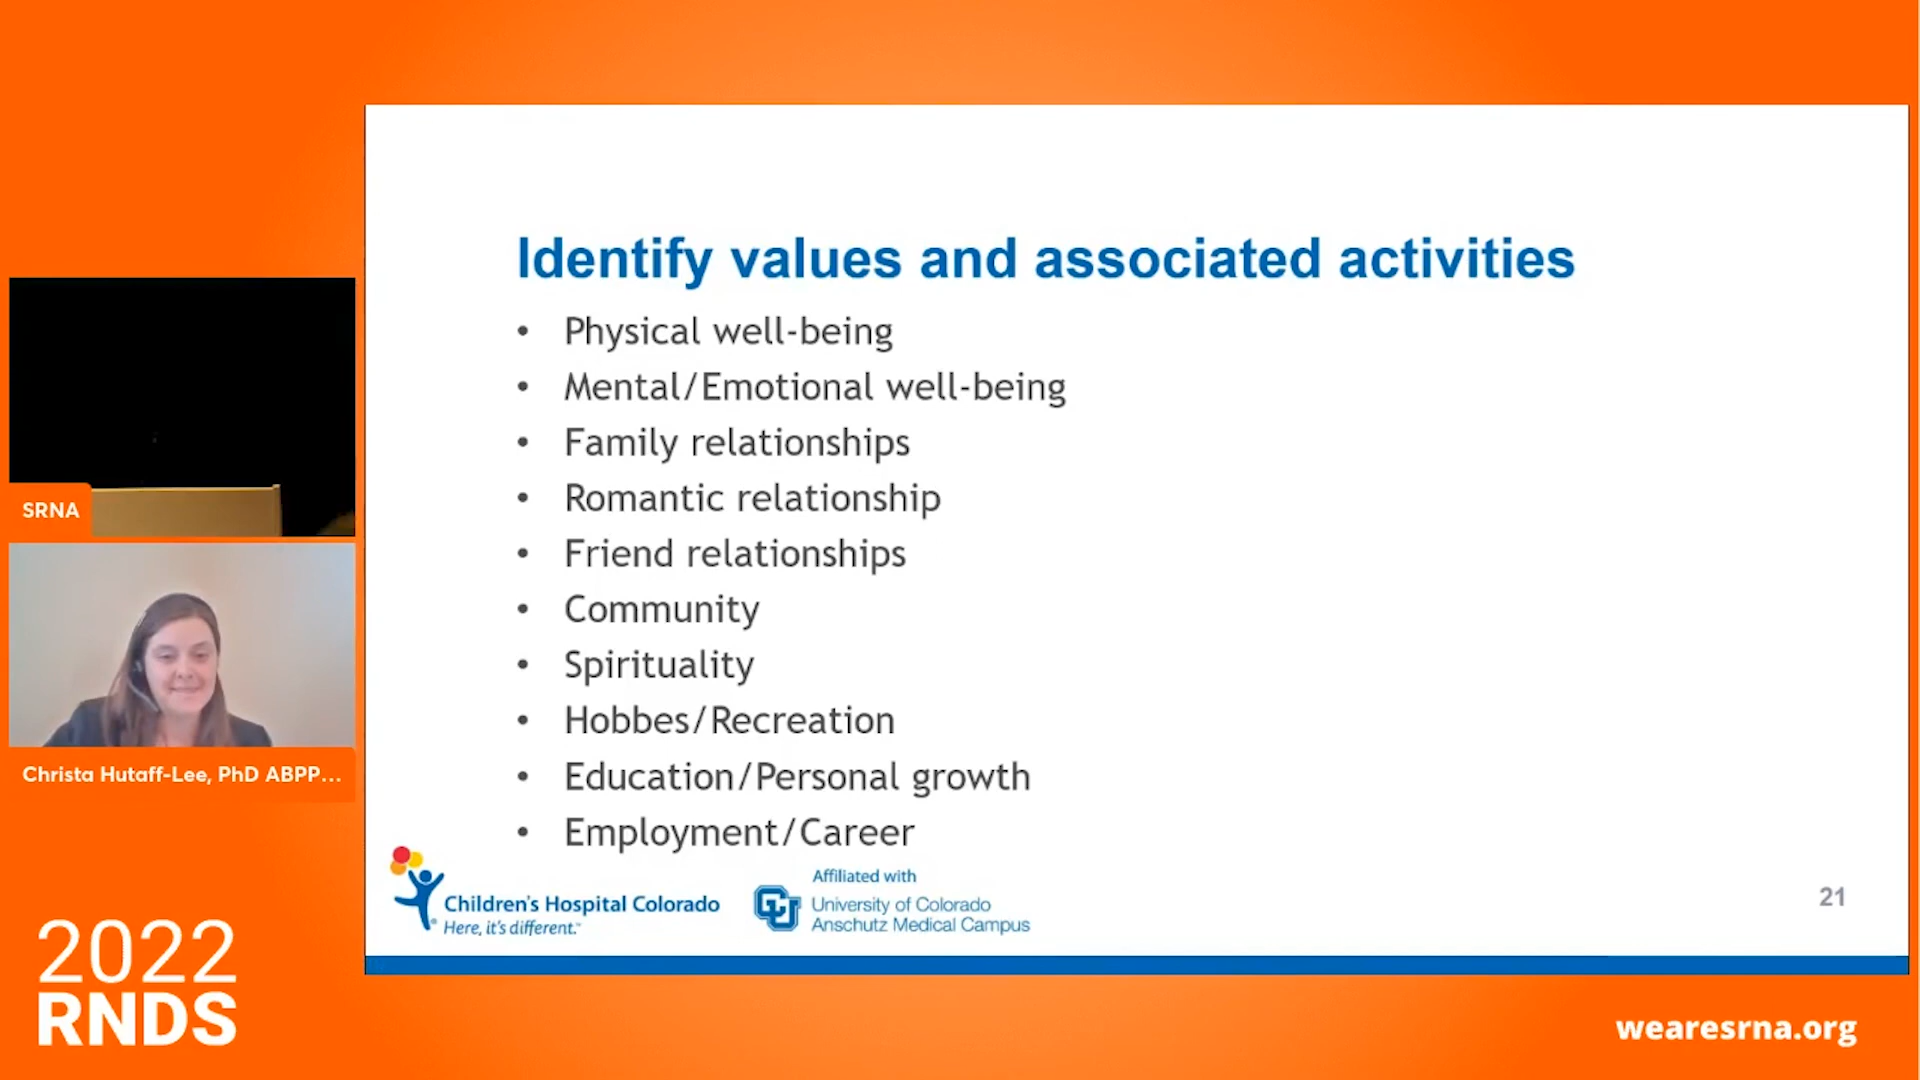 Identify values and associated activities
• Physical well-being
• Mental/Emotional well-being
• Family relationships
• Romantic relationship
• Friend relationships
• Community
• Spirituality
• Hobbes/Recreation
• Education/Personal growth
• Employment/Career
Children's Hospital Colorado
Here, it's different.™
Affiliated with
University of Colorado
Anschutz Medical Campus
21
SRNA
Christa Hutaff-Lee, PhD ABPP...
2022
RNDS
wearesrna.org